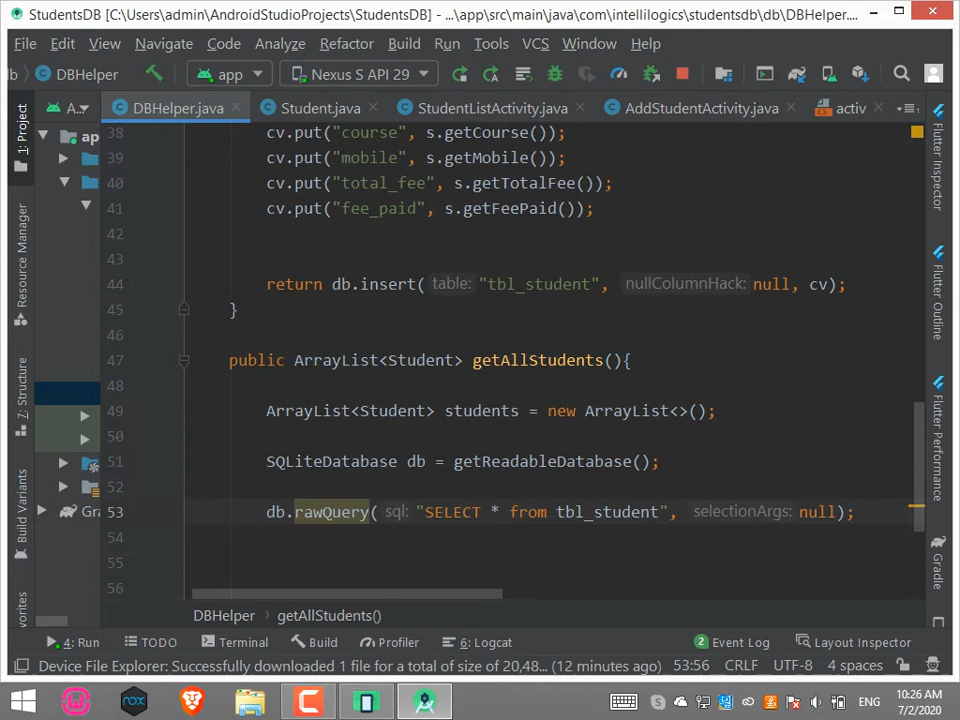 StudentsDB [C:\Users\admin\AndroidStudioProjects\StudentsDB] - ...\app\src\main\java\com\intellilogics\studentsdb\db\DBHelper....
File Edit View Navigate Code Analyze Refactor Build Run Tools VCS Window Help
db DBHelper app Nexus S API 29
A... DBHelper.java Student.java StudentListActivity.java AddStudentActivity.java activ
1: Project
Resource Manager
7: Structure
Build Variants
vorites
ap
Gra
38 cv.put("course", s.getCourse());
39 cv.put("mobile", s.getMobile());
40 cv.put("total_fee", s.getTotalFee());
41 cv.put("fee_paid", s.getFeePaid());
42
43
44 return db.insert( table: "tbl_student", nullColumnHack: null, cv);
45 }
46
47 public ArrayList<Student> getAllStudents(){
48
49 ArrayList<Student> students = new ArrayList<>();
50
51 SQLiteDatabase db = getReadableDatabase();
52
53 db.rawQuery( sql: "SELECT * from tbl_student", selectionArgs: null);
54
55
56
Flutter Inspector
Flutter Outline
Flutter Performance
Gradle
DBHelper › getAllStudents()
4: Run TODO Terminal Build Profiler 6: Logcat 2 Event Log Layout Inspector
Device File Explorer: Successfully downloaded 1 file for a total of size of 20,48... (12 minutes ago) 53:56 CRLF UTF-8 4 spaces
nox ENG
10:26 AM
7/2/2020